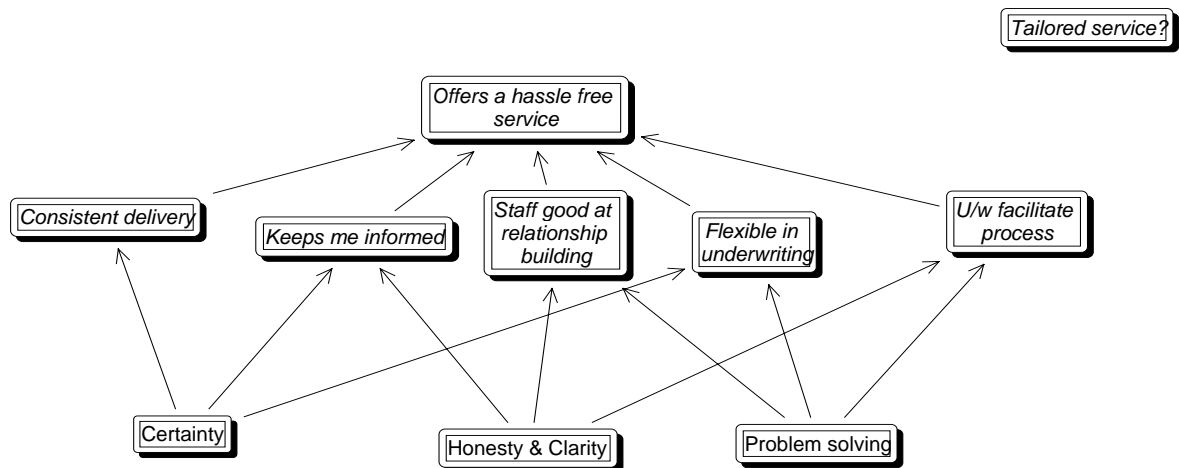 Tailored service?
Offers a hassle free
service
Consistent delivery
Keeps me informed
Staff good at
relationship
building
Flexible in
underwriting
U/w facilitate
process
Certainty
Honesty & Clarity
Problem solving